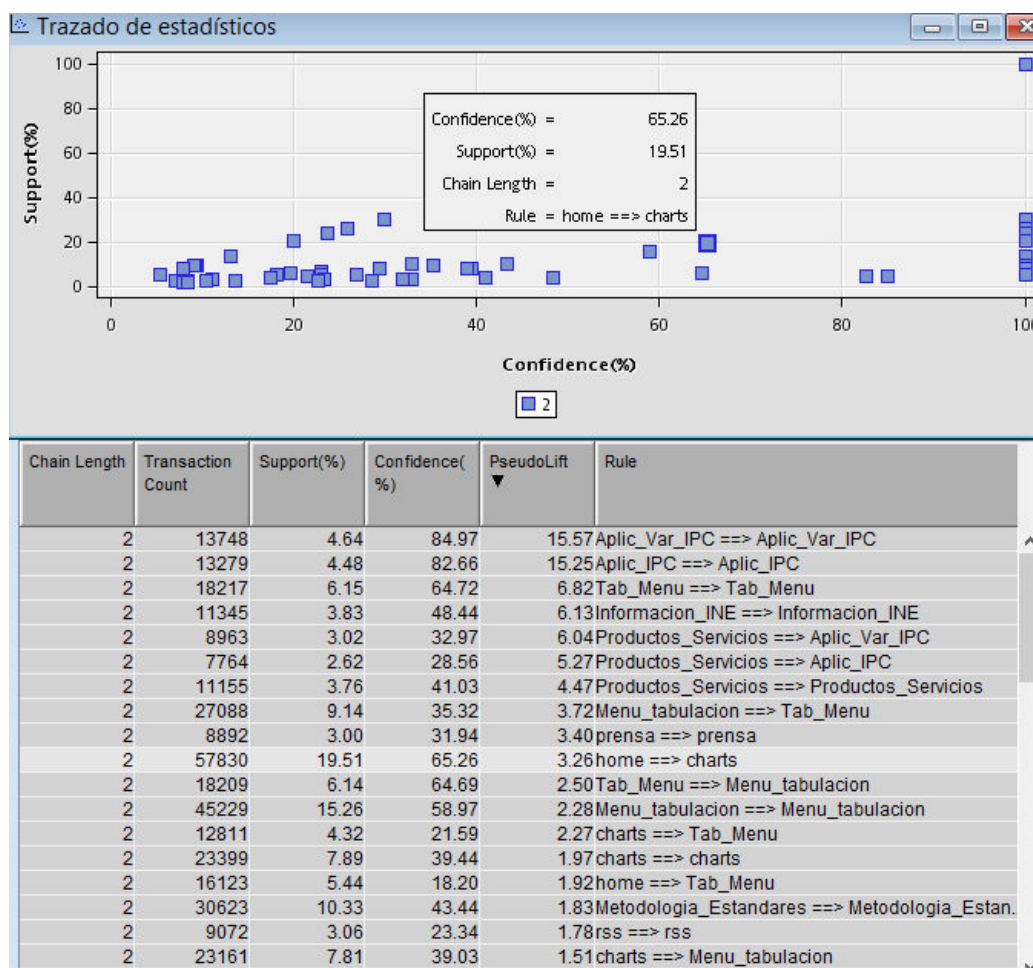 Trazado de estadísticos
100
80
60
40
20
0
Support(%)
Confidence(%) = 65.26
Support(%) = 19.51
Chain Length = 2
Rule = home ==> charts
0 20 40 60 80 100
Confidence(%)
2
Chain Length Transaction Count Support(%) Confidence(%) PseudoLift Rule
2 13748 4.64 84.97 15.57 Aplic_Var_IPC ==> Aplic_Var_IPC
2 13279 4.48 82.66 15.25 Aplic_IPC ==> Aplic_IPC
2 18217 6.15 64.72 6.82 Tab_Menu ==> Tab_Menu
2 11345 3.83 48.44 6.13 Informacion_INE ==> Informacion_INE
2 8963 3.02 32.97 6.04 Productos_Servicios ==> Aplic_Var_IPC
2 7764 2.62 28.56 5.27 Productos_Servicios ==> Aplic_IPC
2 11155 3.76 41.03 4.47 Productos_Servicios ==> Productos_Servicios
2 27088 9.14 35.32 3.72 Menu_tabulacion ==> Tab_Menu
2 8892 3.00 31.94 3.40 prensa ==> prensa
2 57830 19.51 65.26 3.26 home ==> charts
2 18209 6.14 64.69 2.50 Tab_Menu ==> Menu_tabulacion
2 45229 15.26 58.97 2.28 Menu_tabulacion ==> Menu_tabulacion
2 12811 4.32 21.59 2.27 charts ==> Tab_Menu
2 23399 7.89 39.44 1.97 charts ==> charts
2 16123 5.44 18.20 1.92 home ==> Tab_Menu
2 30623 10.33 43.44 1.83 Metodologia_Estandares ==> Metodologia_Estan...
2 9072 3.06 23.34 1.78 rss ==> rss
2 23161 7.81 39.03 1.51 charts ==> Menu_tabulacion